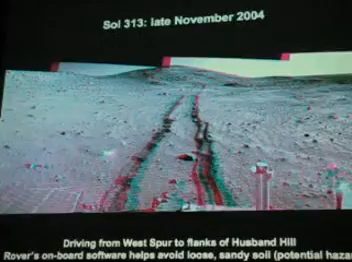 Sol 313: late November 2004
Driving from West Spur to flanks of Husband Hill
Rover's on-board software helps avoid loose, sandy soil (potential haza